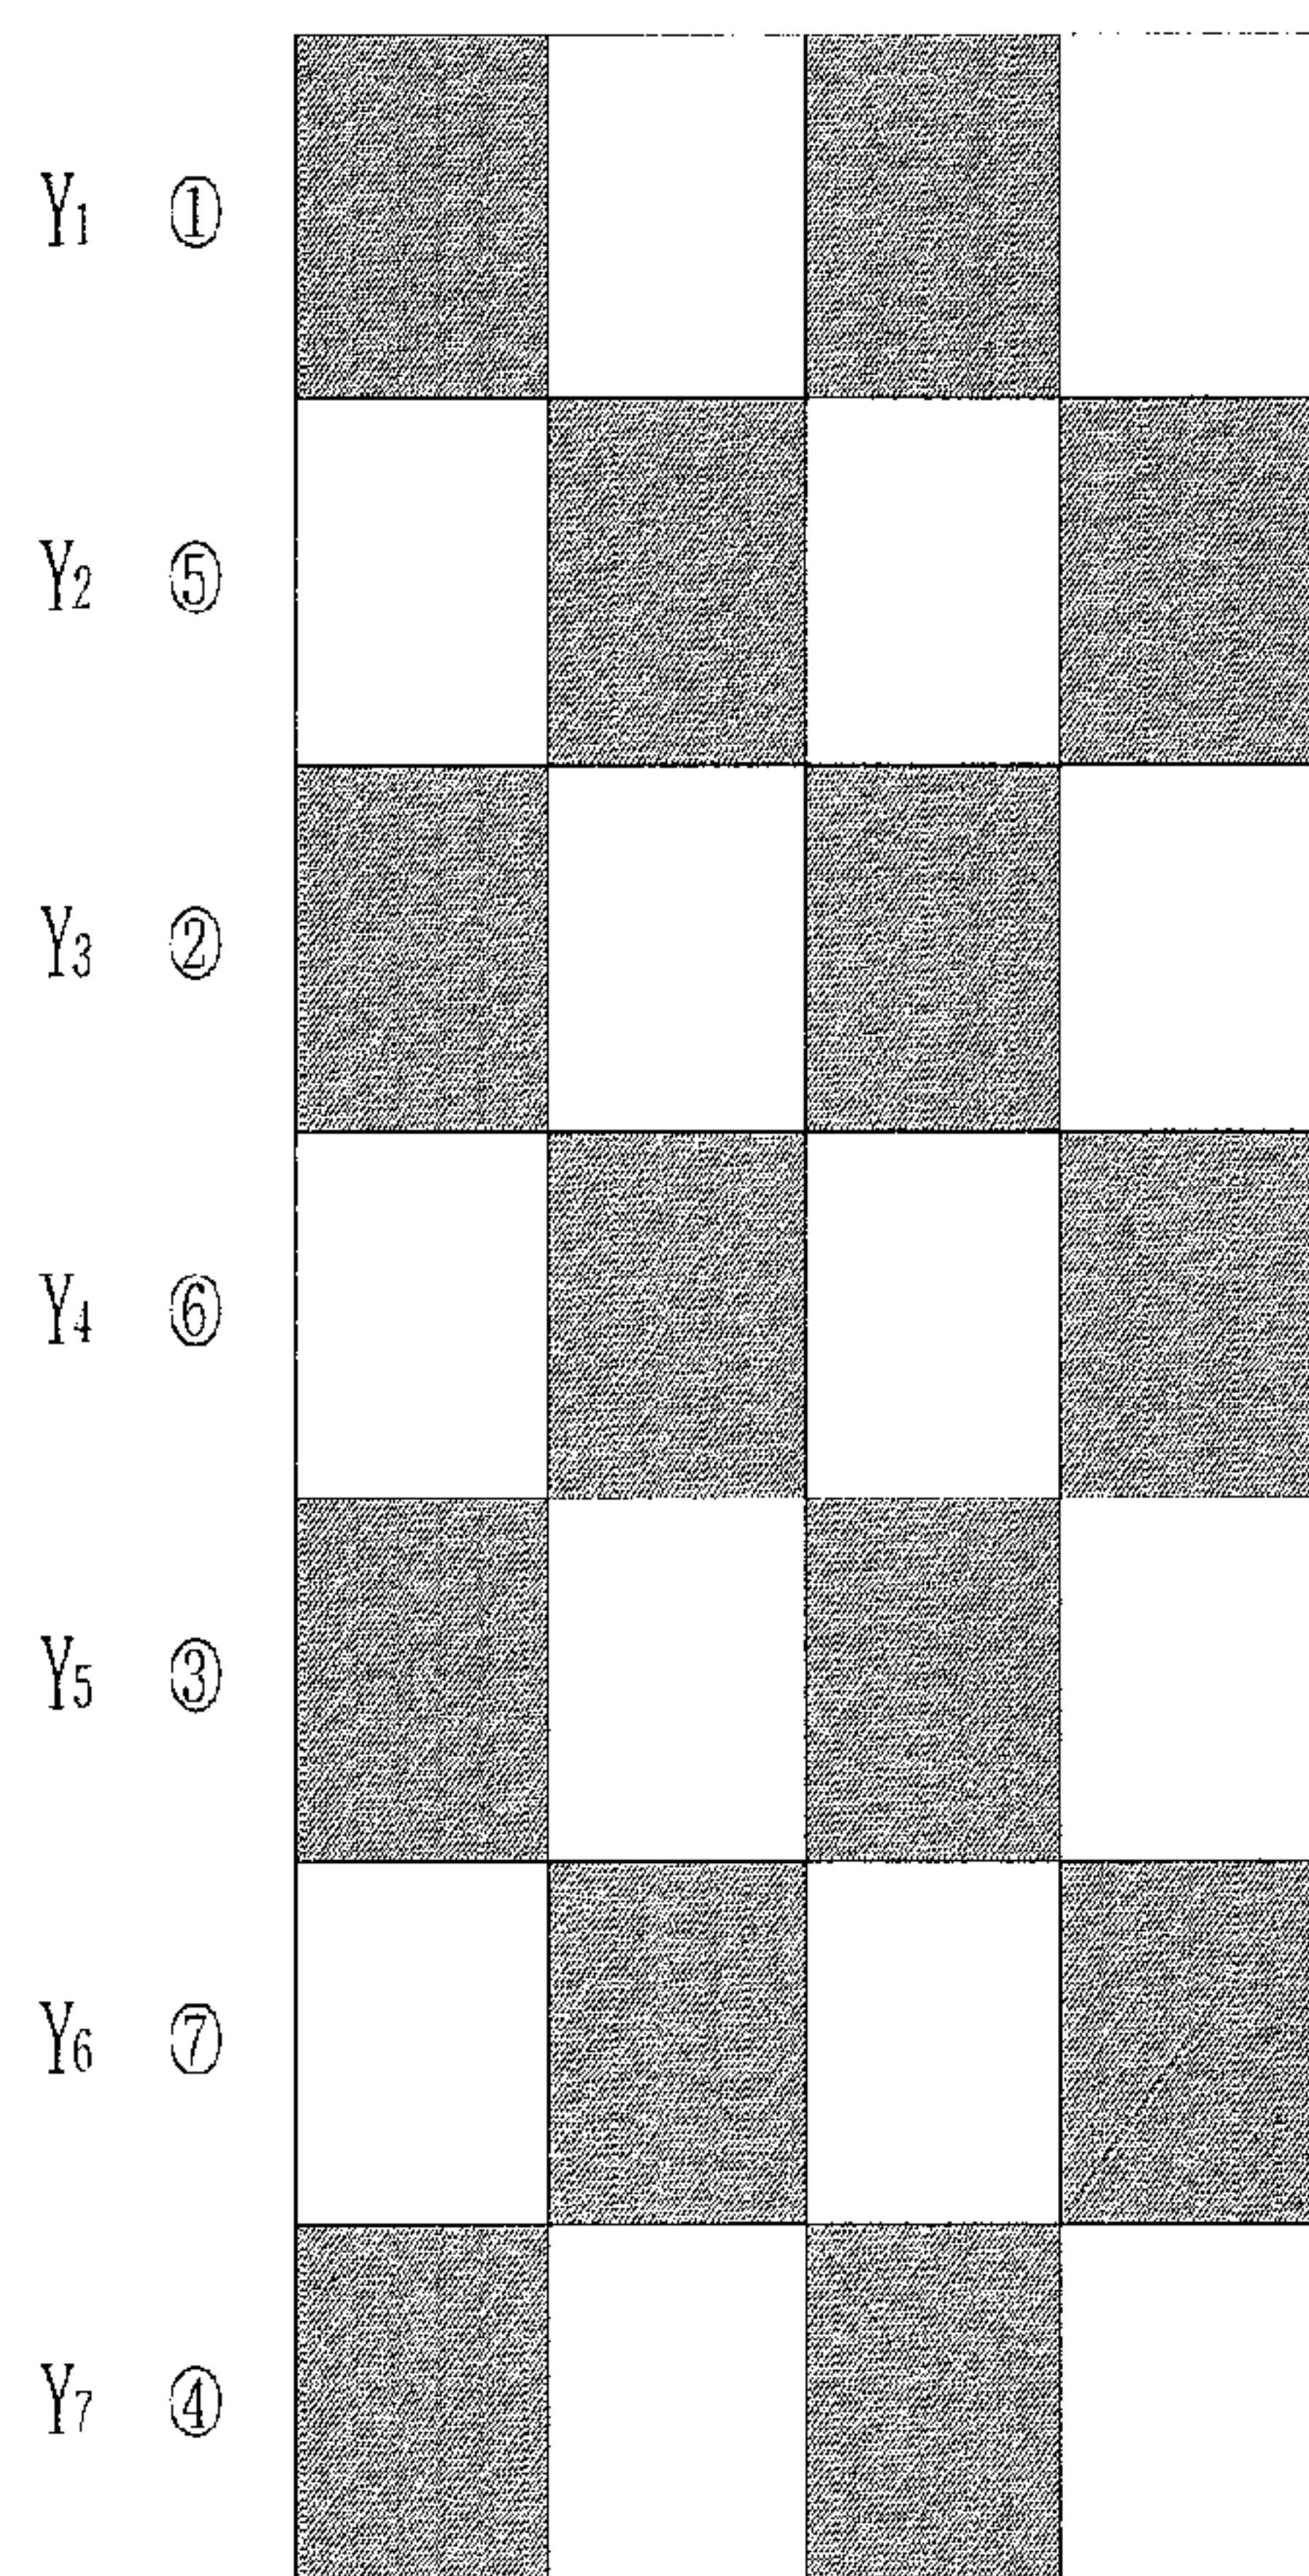 Y1 ①
Y2 ⑤
Y3 ②
Y4 ⑥
Y5 ③
Y6 ⑦
Y7 ④